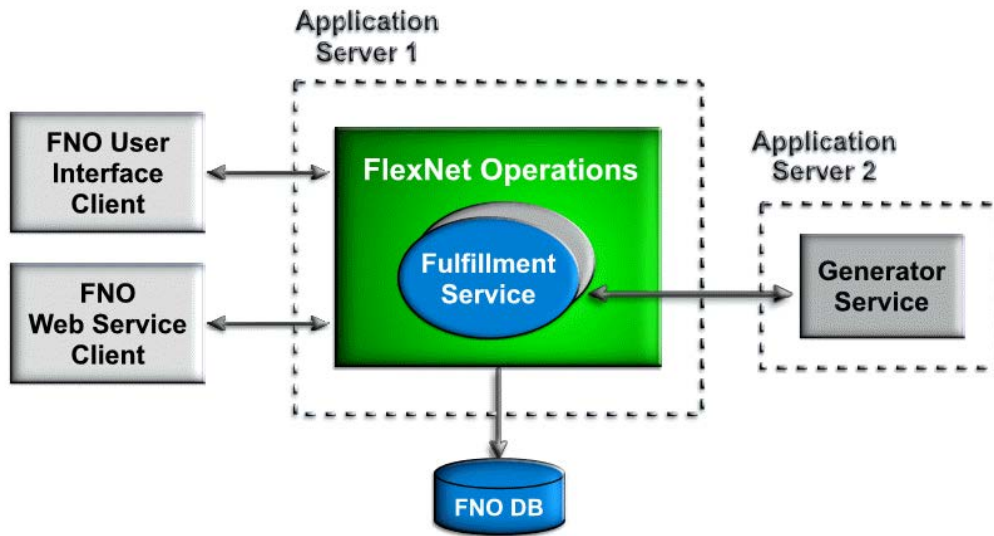 Application
Server 1
FNO User
Interface
Client
FlexNet Operations
Application
Server 2
Fulfillment
Service
Generator
Service
FNO
Web Service
Client
FNO DB